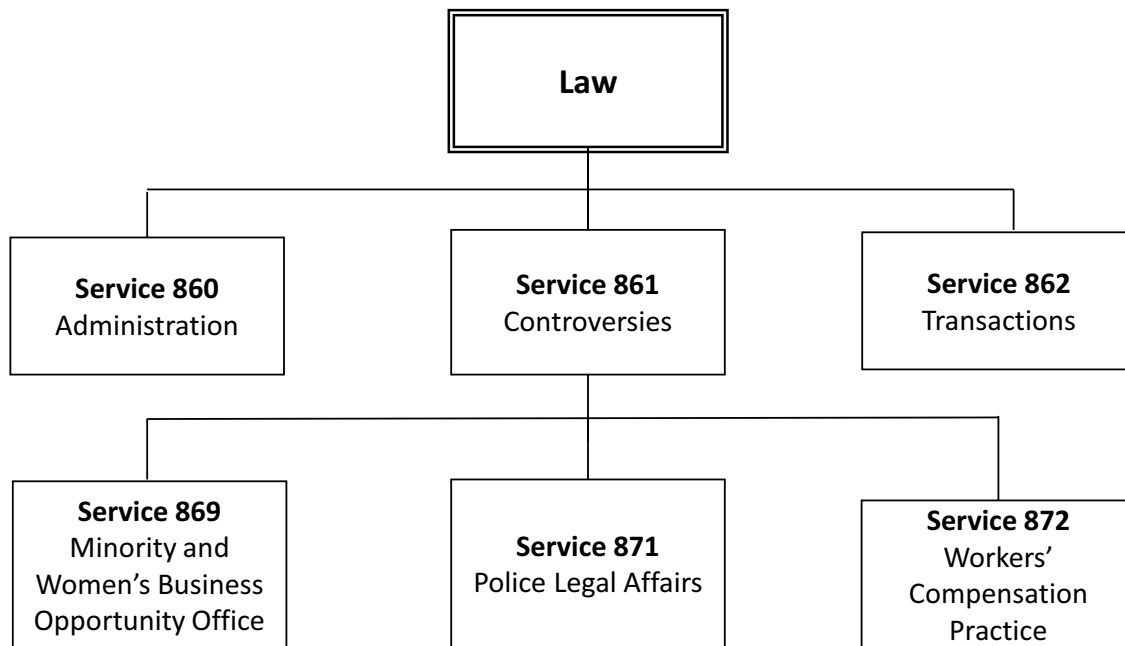 Law
Service 860
Administration
Service 861
Controversies
Service 862
Transactions
Service 869
Minority and
Women’s Business
Opportunity Office
Service 871
Police Legal Affairs
Service 872
Workers’
Compensation
Practice